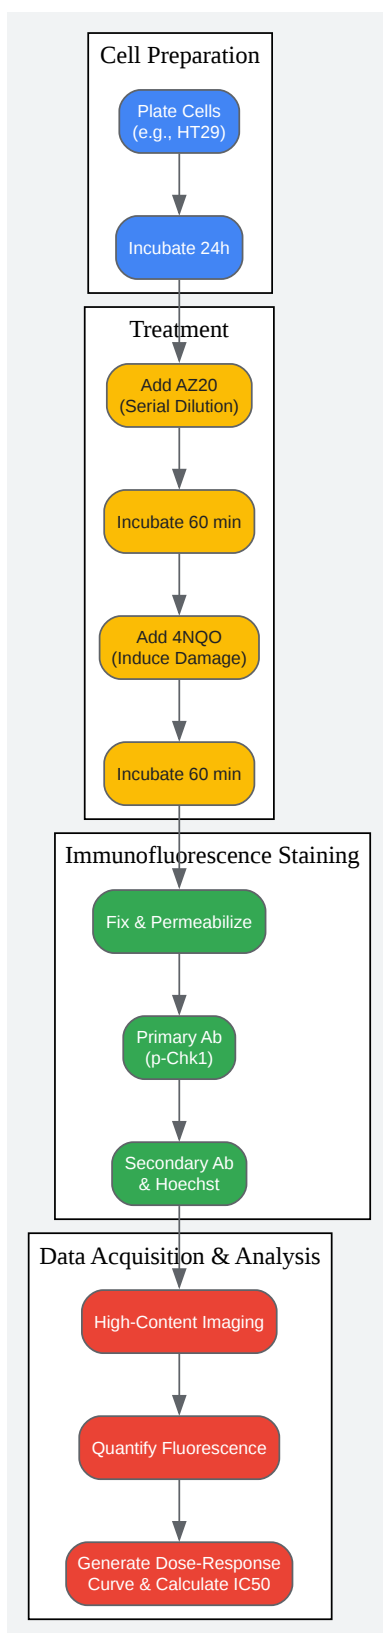 Cell Preparation
Plate Cells
(e.g., HT29)
Incubate 24h
Treatment
Add AZ20
(Serial Dilution)
Incubate 60 min
Add 4NQO
(Induce Damage)
Incubate 60 min
Immunofluorescence Staining
Fix & Permeabilize
Primary Ab
(p-Chk1)
Secondary Ab
& Hoechst
Data Acquisition & Analysis
High-Content Imaging
Quantify Fluorescence
Generate Dose-Response
Curve & Calculate IC50